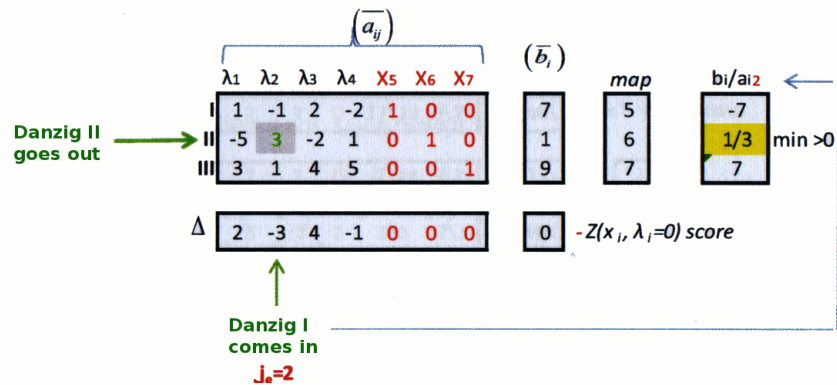 (a̅ᵢⱼ)
(b̅ᵢ)
λ₁ λ₂ λ₃ λ₄ X₅ X₆ X₇ map bᵢ/aᵢ₂
I 1 -1 2 -2 1 0 0 7 5 -7
Danzig II
goes out
II -5 3 -2 1 0 1 0 1 6 1/3 min >0
III 3 1 4 5 0 0 1 9 7 7
Δ 2 -3 4 -1 0 0 0 0 - Z(xᵢ, λᵢ=0) score
Danzig I
comes in
jₑ=2